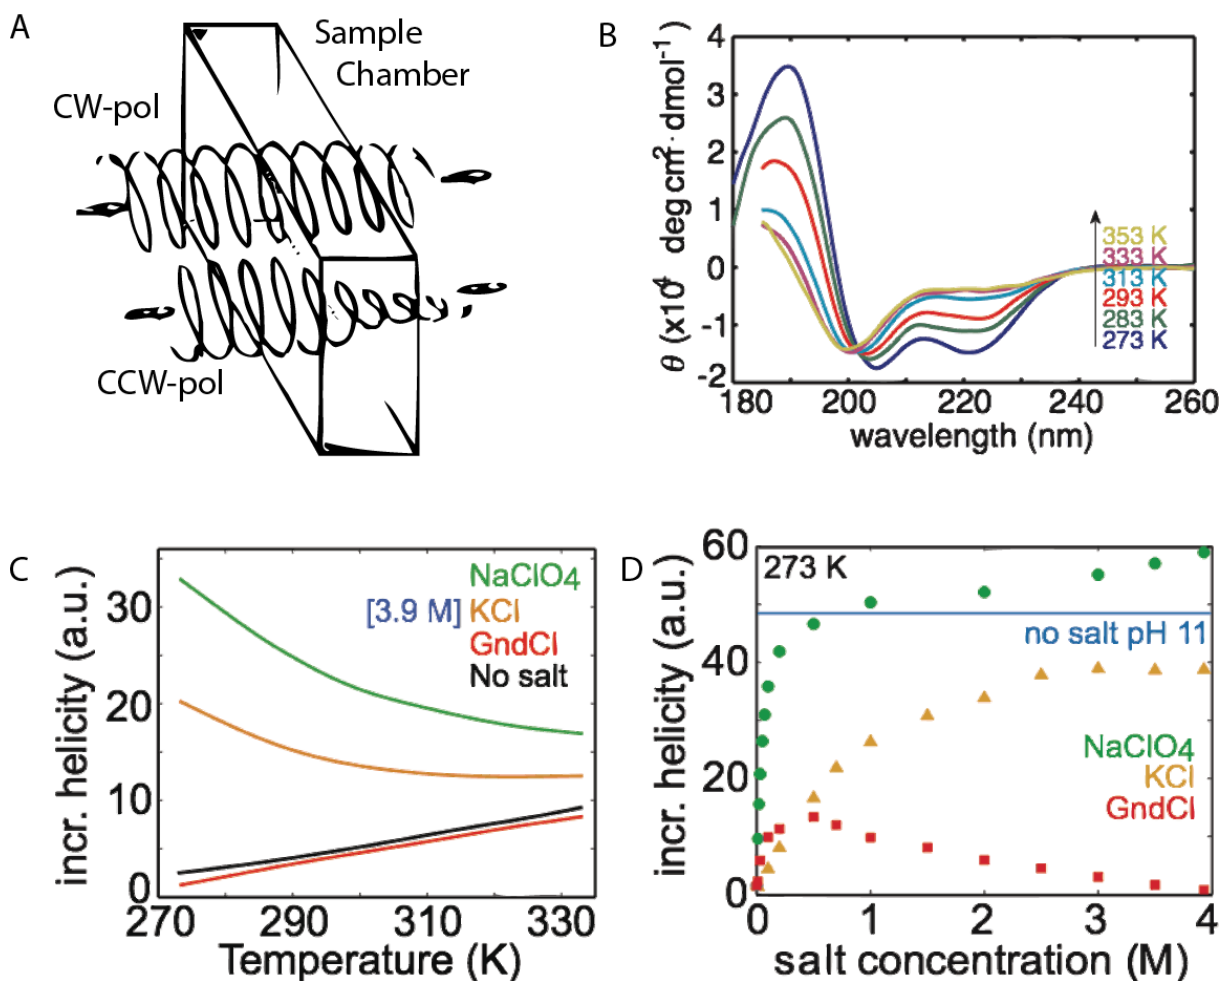 A
Sample
Chamber
CW-pol
CCW-pol
B
θ (x10⁴ deg cm²·dmol⁻¹)
4
3
2
1
0
-1
-2
353 K
333 K
313 K
293 K
283 K
273 K
180 200 220 240 260
wavelength (nm)
C
incr. helicity (a.u.)
30
20
10
0
NaClO4
[3.9 M] KCl
GndCl
No salt
270 290 310 330
Temperature (K)
D
incr. helicity (a.u.)
60
40
20
0
273 K
no salt pH 11
NaClO4
KCl
GndCl
0 1 2 3 4
salt concentration (M)